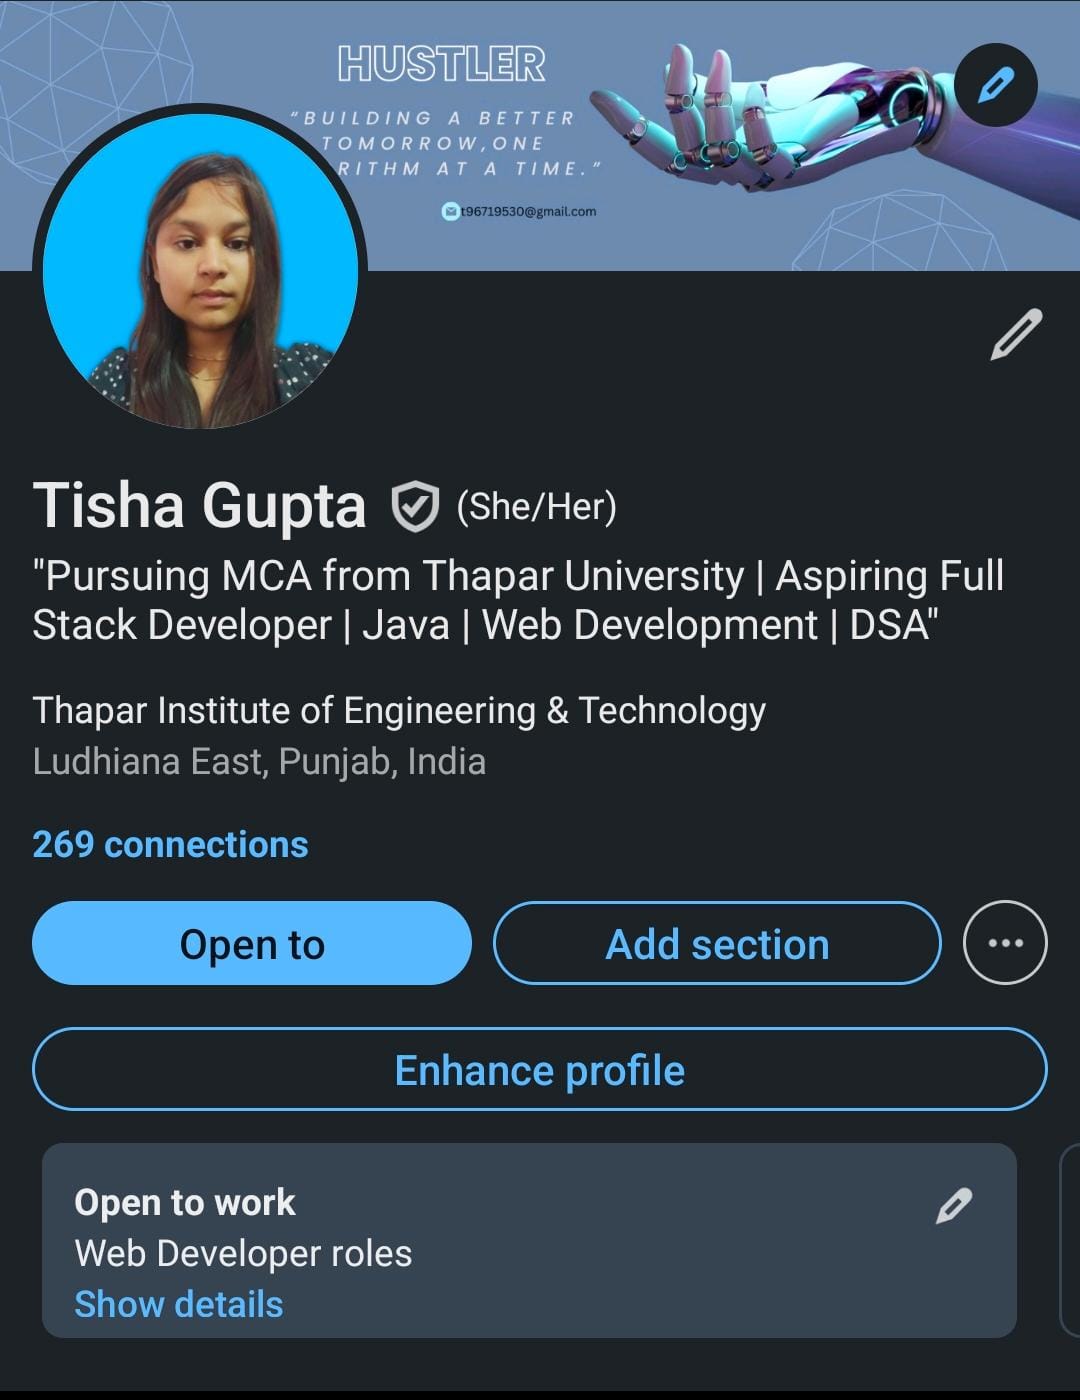 HUSTLER
"BUILDING A BETTER
TOMORROW,ONE
RITHM AT A TIME."
t96719530@gmail.com
Tisha Gupta (She/Her)
"Pursuing MCA from Thapar University | Aspiring Full
Stack Developer | Java | Web Development | DSA"
Thapar Institute of Engineering & Technology
Ludhiana East, Punjab, India
269 connections
Open to
Add section
Enhance profile
Open to work
Web Developer roles
Show details